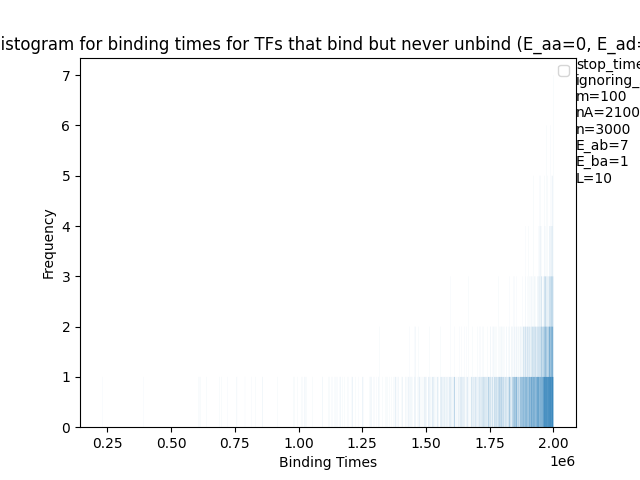 istogram for binding times for TFs that bind but never unbind (E_aa=0, E_ad=
7
6
5
4
3
2
1
0
Frequency
0.25 0.50 0.75 1.00 1.25 1.50 1.75 2.00
1e6
Binding Times
stop_time
ignoring_
m=100
nA=2100
n=3000
E_ab=7
E_ba=1
L=10